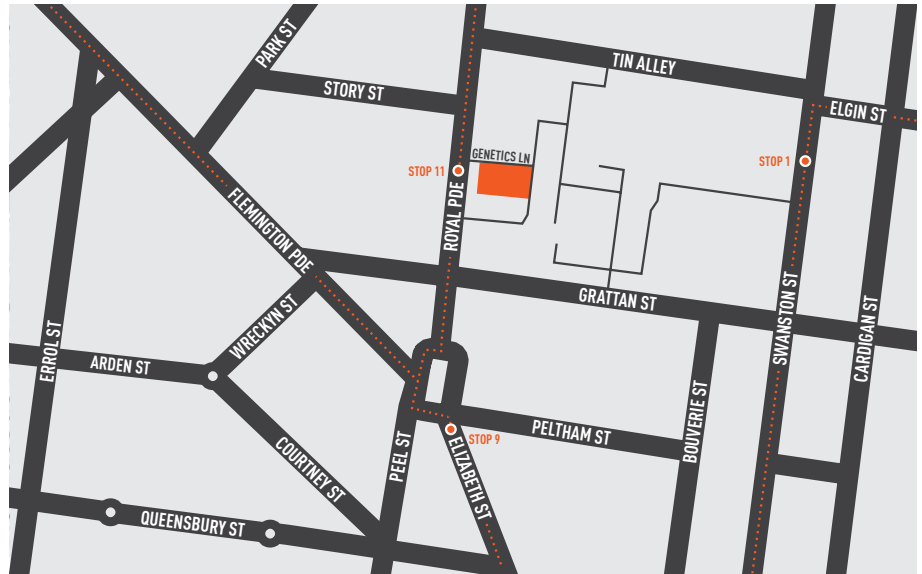 PARK ST
TIN ALLEY
STORY ST
ELGIN ST
GENETICS LN
STOP 11
STOP 1
ROYAL PDE
FLEMINGTON PDE
GRATTAN ST
SWANSTON ST
CARDIGAN ST
WRECKYN ST
ERROL ST
ARDEN ST
BOUVERIE ST
PELTHAM ST
STOP 9
PEEL ST
ELIZABETH ST
COURTNEY ST
QUEENSBURY ST